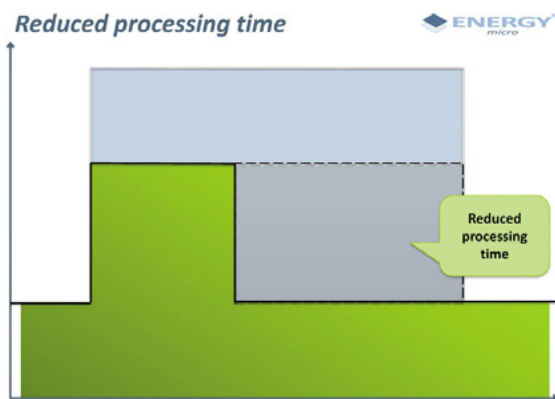 Reduced processing time
ENERGY
micro
Reduced
processing
time